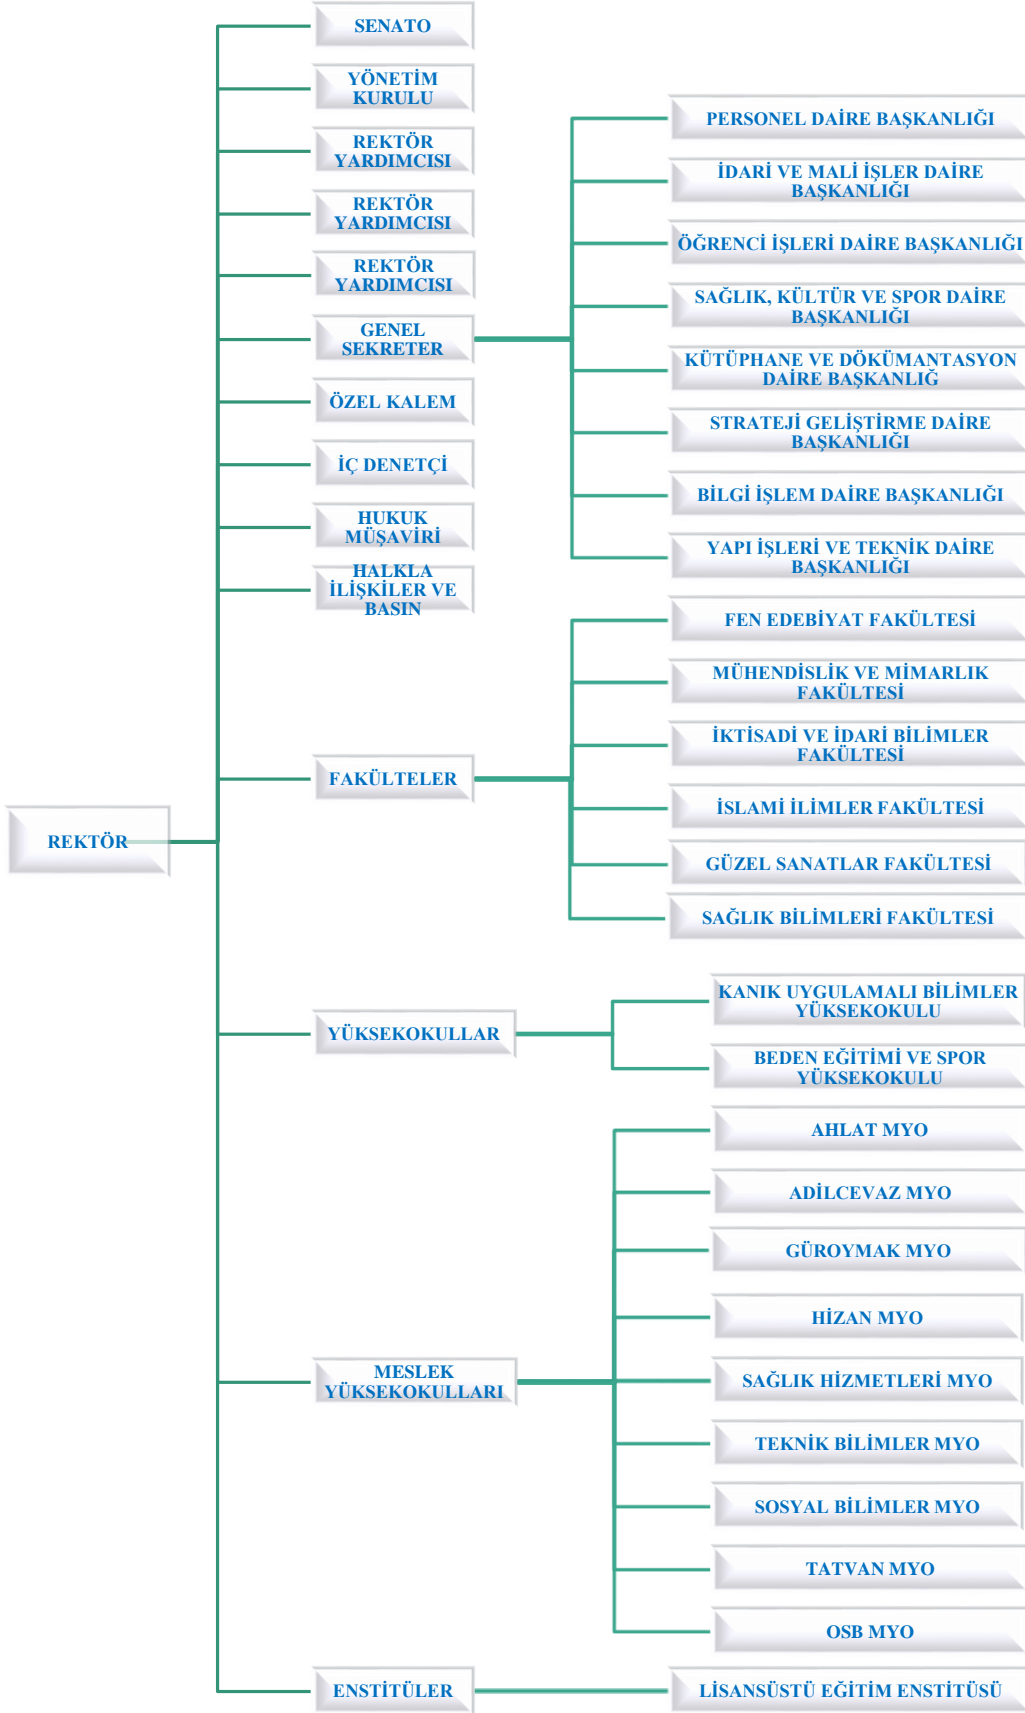 REKTÖR
SENATO
YÖNETİM
KURULU
REKTÖR
YARDIMCISI
REKTÖR
YARDIMCISI
REKTÖR
YARDIMCISI
GENEL
SEKRETER
ÖZEL KALEM
İÇ DENETÇİ
HUKUK
MÜŞAVİRİ
HALKLA
İLİŞKİLER VE
BASIN
PERSONEL DAİRE BAŞKANLIĞI
İDARİ VE MALİ İŞLER DAİRE
BAŞKANLIĞI
ÖĞRENCİ İŞLERİ DAİRE BAŞKANLIĞI
SAĞLIK, KÜLTÜR VE SPOR DAİRE
BAŞKANLIĞI
KÜTÜPHANE VE DÖKÜMANTASYON
DAİRE BAŞKANLIĞ
STRATEJİ GELİŞTİRME DAİRE
BAŞKANLIĞI
BİLGİ İŞLEM DAİRE BAŞKANLIĞI
YAPI İŞLERİ VE TEKNİK DAİRE
BAŞKANLIĞI
FAKÜLTELER
FEN EDEBİYAT FAKÜLTESİ
MÜHENDİSLİK VE MİMARLIK
FAKÜLTESİ
İKTİSADİ VE İDARİ BİLİMLER
FAKÜLTESİ
İSLAMİ İLİMLER FAKÜLTESİ
GÜZEL SANATLAR FAKÜLTESİ
SAĞLIK BİLİMLERİ FAKÜLTESİ
YÜKSEKOKULLAR
KANIK UYGULAMALI BİLİMLER
YÜKSEKOKULU
BEDEN EĞİTİMİ VE SPOR
YÜKSEKOKULU
MESLEK
YÜKSEKOKULLARI
AHLAT MYO
ADİLCEVAZ MYO
GÜROYMAK MYO
HİZAN MYO
SAĞLIK HİZMETLERİ MYO
TEKNİK BİLİMLER MYO
SOSYAL BİLİMLER MYO
TATVAN MYO
OSB MYO
ENSTİTÜLER
LİSANSÜSTÜ EĞİTİM ENSTİTÜSÜ